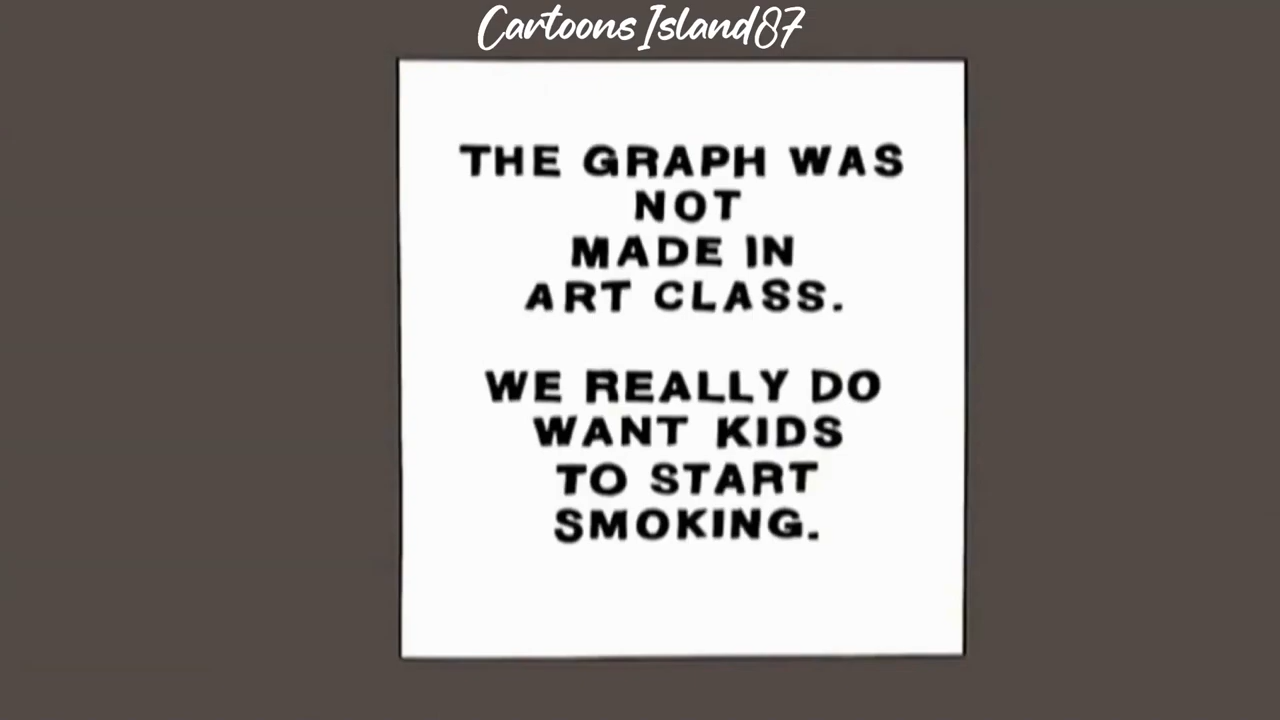 Cartoons Island87
THE GRAPH WAS
NOT
MADE IN
ART CLASS.
WE REALLY DO
WANT KIDS
TO START
SMOKING.